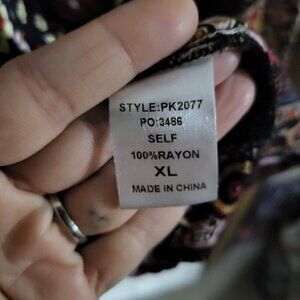 STYLE:PK2077
PO:3486
SELF
100%RAYON
XL
MADE IN CHINA